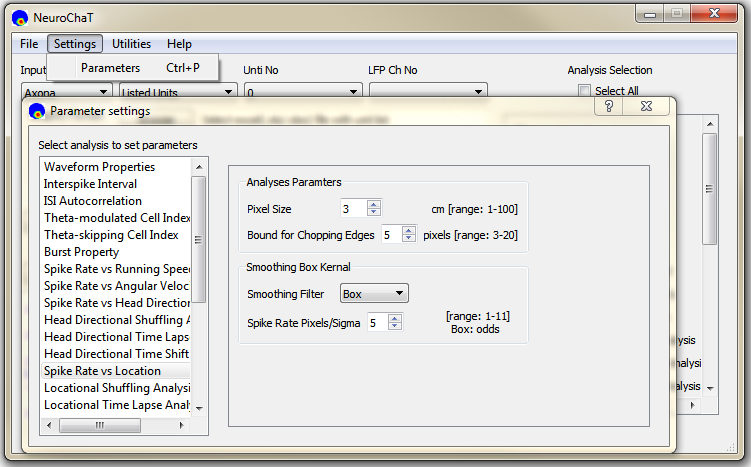 NeuroChaT
File Settings Utilities Help
Parameters Ctrl+P
Input Unti No LFP Ch No Analysis Selection
Axona Listed Units 0 Select All
Parameter settings
Select analysis to set parameters
Waveform Properties
Interspike Interval
ISI Autocorrelation
Theta-modulated Cell Index
Theta-skipping Cell Index
Burst Property
Spike Rate vs Running Spee
Spike Rate vs Angular Veloc
Spike Rate vs Head Direction
Head Directional Shuffling A
Head Directional Time Laps
Head Directional Time Shift
Spike Rate vs Location
Locational Shuffling Analysi
Locational Time Lapse Anal
Analyses Paramters
Pixel Size 3 cm [range: 1-100]
Bound for Chopping Edges 5 pixels [range: 3-20]
Smoothing Box Kernal
Smoothing Filter Box
Spike Rate Pixels/Sigma 5 [range: 1-11]
Box: odds
ysis
nalysi
alysis